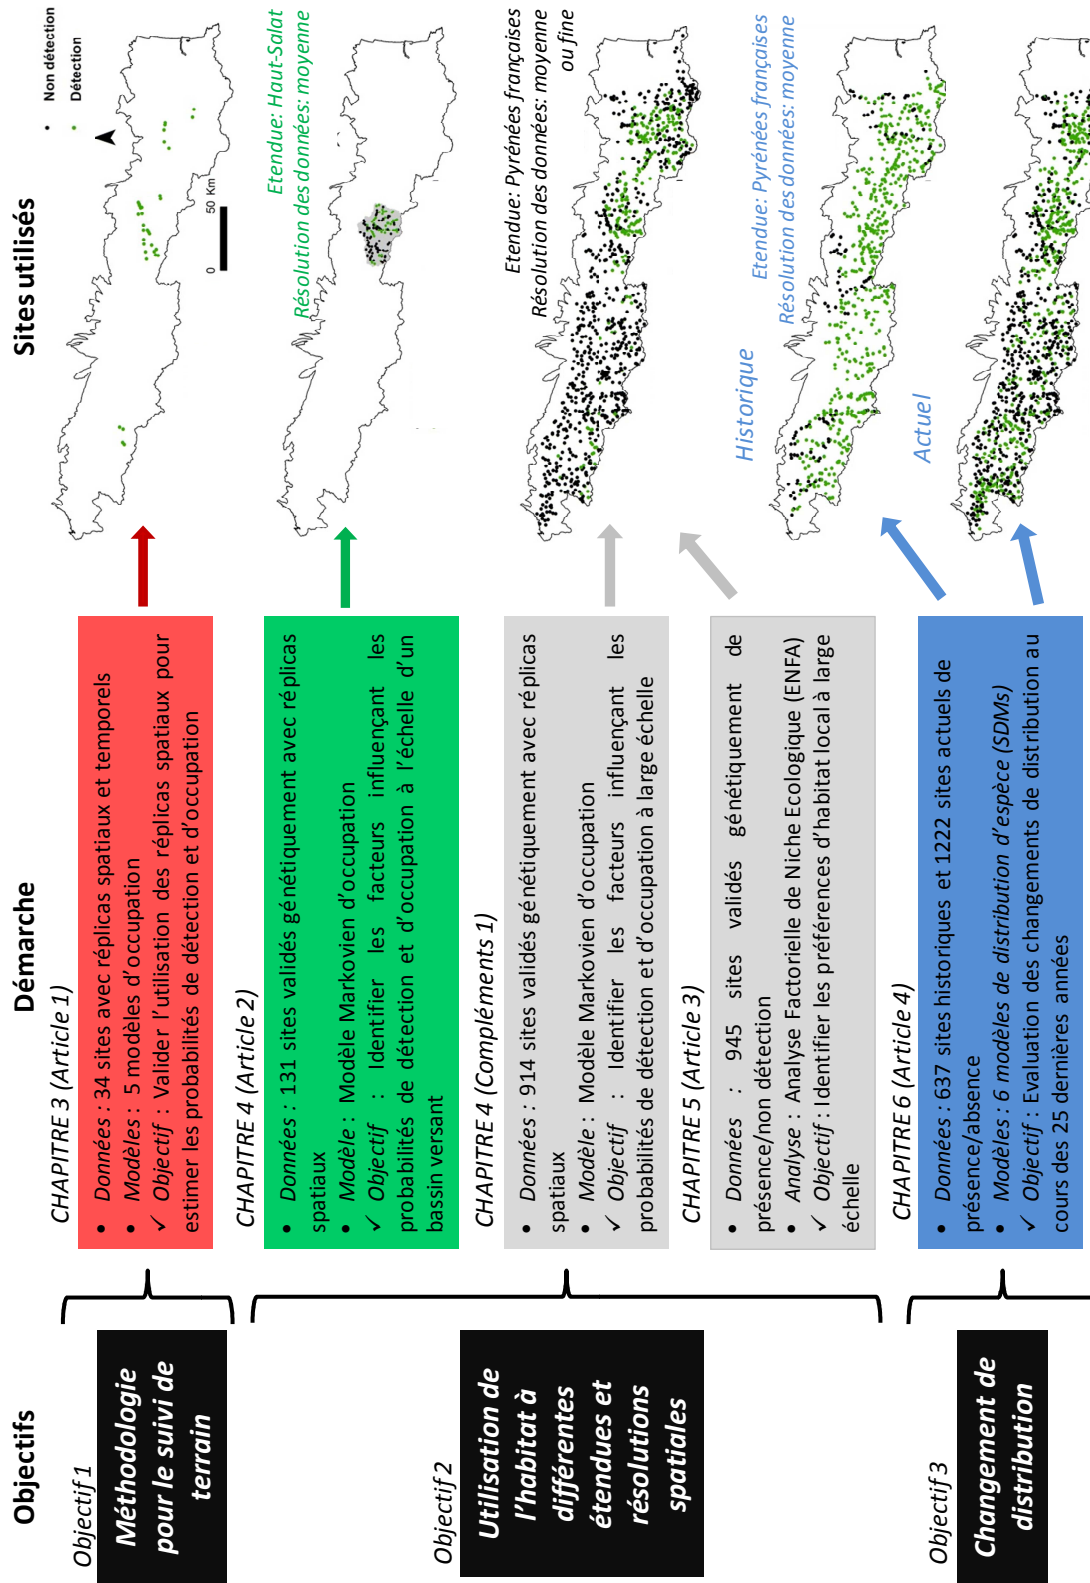 Objectifs
Démarche
Sites utilisés
Objectif 1
Méthodologie
pour le suivi de
terrain
CHAPITRE 3 (Article 1)
• Données : 34 sites avec réplicas spatiaux et temporels
• Modèles : 5 modèles d’occupation
✓ Objectif : Valider l’utilisation des réplicas spatiaux pour
estimer les probabilités de détection et d’occupation
• Non détection
• Détection
0
50
Km
Objectif 2
Utilisation de
l’habitat à
différentes
étendues et
résolutions
spatiales
CHAPITRE 4 (Article 2)
• Données : 131 sites validés génétiquement avec réplicas
spatiaux
• Modèle : Modèle Markovien d’occupation
✓ Objectif : Identifier les facteurs influençant les
probabilités de détection et d’occupation à l’échelle d’un
bassin versant
Etendue: Haut-Salat
Résolution des données: moyenne
CHAPITRE 4 (Compléments 1)
• Données : 914 sites validés génétiquement avec réplicas
spatiaux
• Modèle : Modèle Markovien d’occupation
✓ Objectif : Identifier les facteurs influençant les
probabilités de détection et d’occupation à large échelle
Etendue: Pyrénées françaises
Résolution des données: moyenne
ou fine
CHAPITRE 5 (Article 3)
• Données : 945 sites validés génétiquement de
présence/non détection
• Analyse : Analyse Factorielle de Niche Ecologique (ENFA)
✓ Objectif : Identifier les préférences d’habitat local à large
échelle
Objectif 3
Changement de
distribution
CHAPITRE 6 (Article 4)
• Données : 637 sites historiques et 1222 sites actuels de
présence/absence
• Modèles : 6 modèles de distribution d’espèce (SDMs)
✓ Objectif : Evaluation des changements de distribution au
cours des 25 dernières années
Historique
Etendue: Pyrénées françaises
Résolution des données: moyenne
Actuel